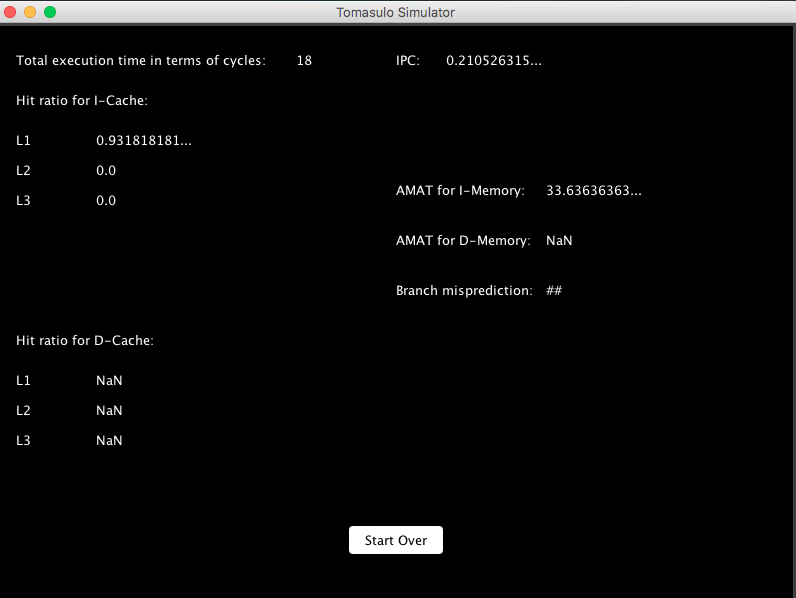 Tomasulo Simulator
Total execution time in terms of cycles: 18 IPC: 0.210526315...
Hit ratio for I-Cache:
L1 0.931818181...
L2 0.0
L3 0.0
AMAT for I-Memory: 33.63636363...
AMAT for D-Memory: NaN
Branch misprediction: ##
Hit ratio for D-Cache:
L1 NaN
L2 NaN
L3 NaN
Start Over